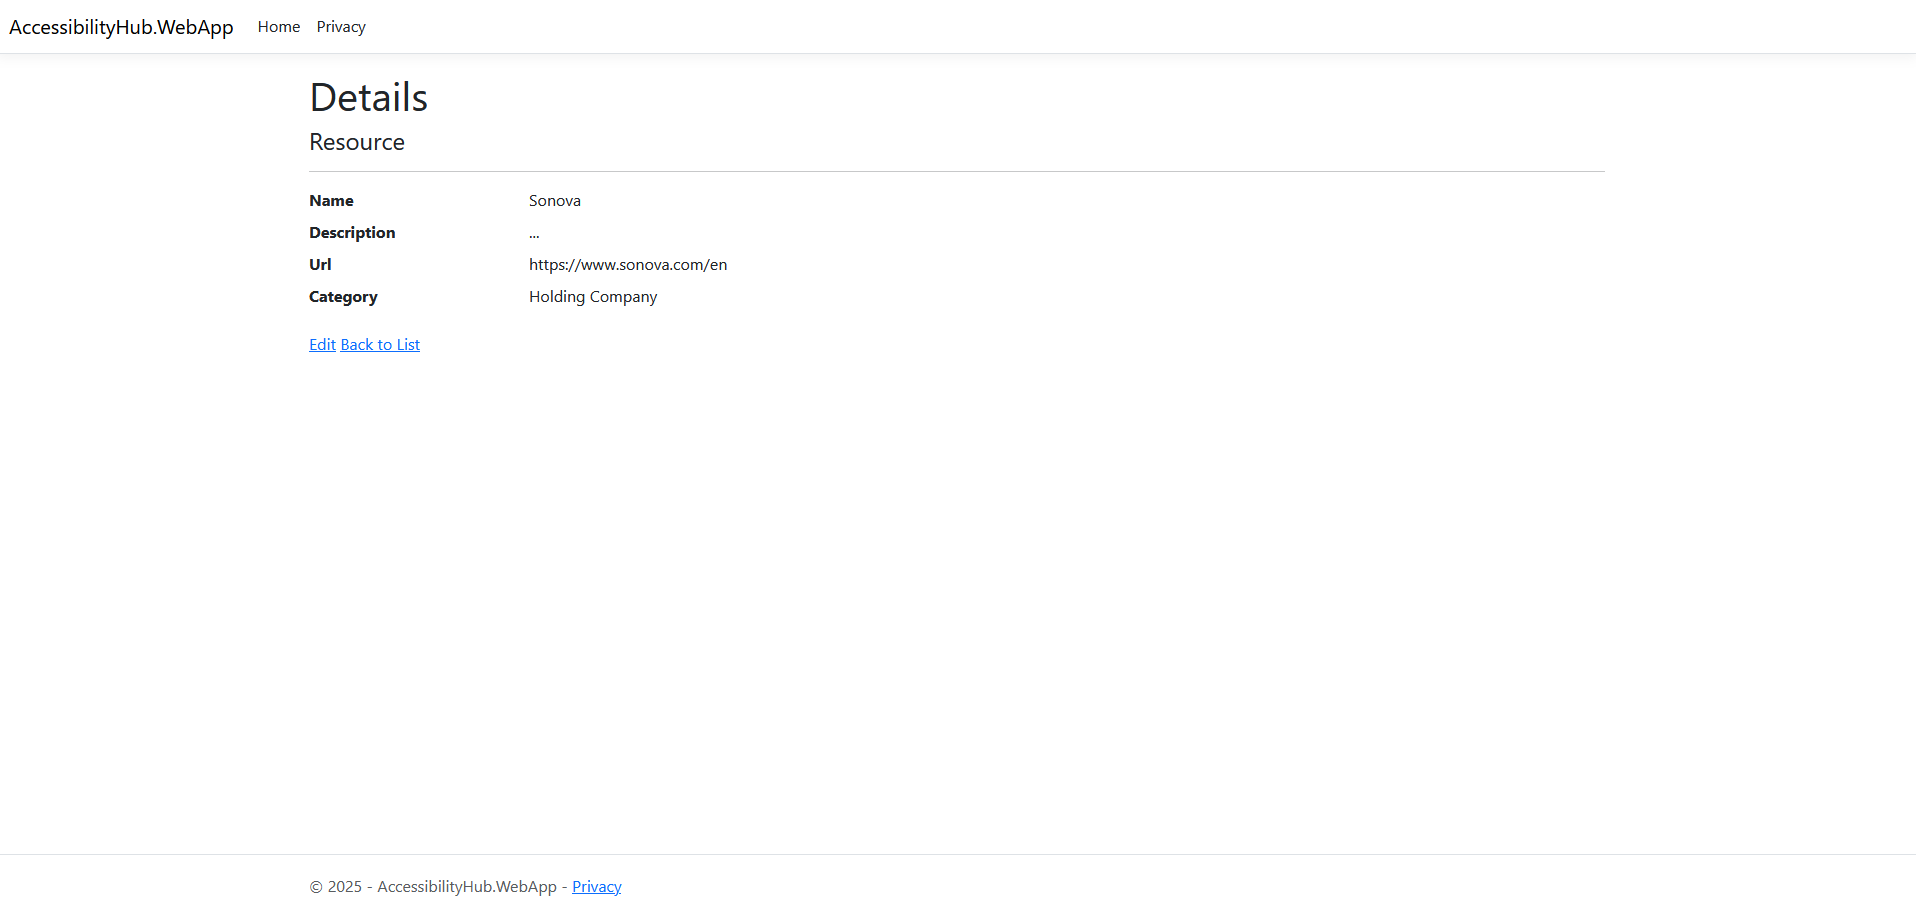 AccessibilityHub.WebApp Home Privacy
Details
Resource
Name Sonova
Description ...
Url https://www.sonova.com/en
Category Holding Company
Edit Back to List
© 2025 - AccessibilityHub.WebApp - Privacy